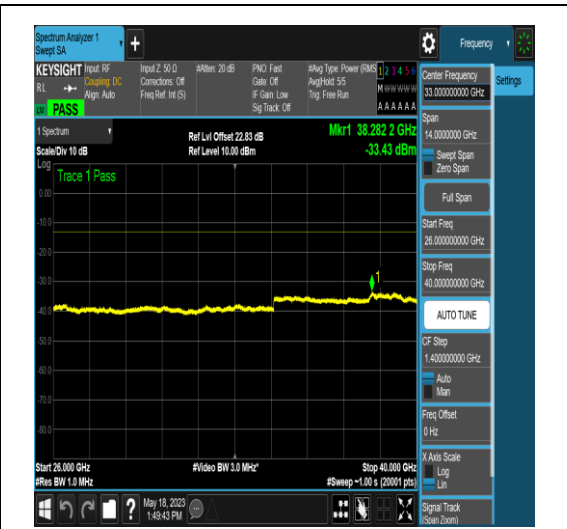 Spectrum Analyzer 1
Swept SA
+
Frequency
KEYSIGHT
RL
PASS
Input: RF
Coupling: DC
Align: Auto
Input Z: 50 Ω
Corrections: Off
Freq Ref: Int (S)
#Atten: 20 dB
PNO: Fast
Gate: Off
IF Gain: Low
Sig Track: Off
#Avg Type: Power (RMS
Avg|Hold: 5/5
Trig: Free Run
1 2 3 4 5 6
M W W W W W
A A A A A A
1 Spectrum
Scale/Div 10 dB
Log
Ref Lvl Offset 22.83 dB
Ref Level 10.00 dBm
Mkr1 38.282 2 GHz
-33.43 dBm
Trace 1 Pass
0.00
-10.0
-20.0
-30.0
-40.0
-50.0
-60.0
-70.0
-80.0
1
Start 26.000 GHz
#Res BW 1.0 MHz
#Video BW 3.0 MHz*
Stop 40.000 GHz
#Sweep ~1.00 s (20001 pts)
May 18, 2023
1:49:43 PM
?
Center Frequency
33.000000000 GHz
Settings
Span
14.0000000 GHz
Swept Span
Zero Span
Full Span
Start Freq
26.000000000 GHz
Stop Freq
40.000000000 GHz
AUTO TUNE
CF Step
1.400000000 GHz
Auto
Man
Freq Offset
0 Hz
X Axis Scale
Log
Lin
Signal Track
(Span Zoom)